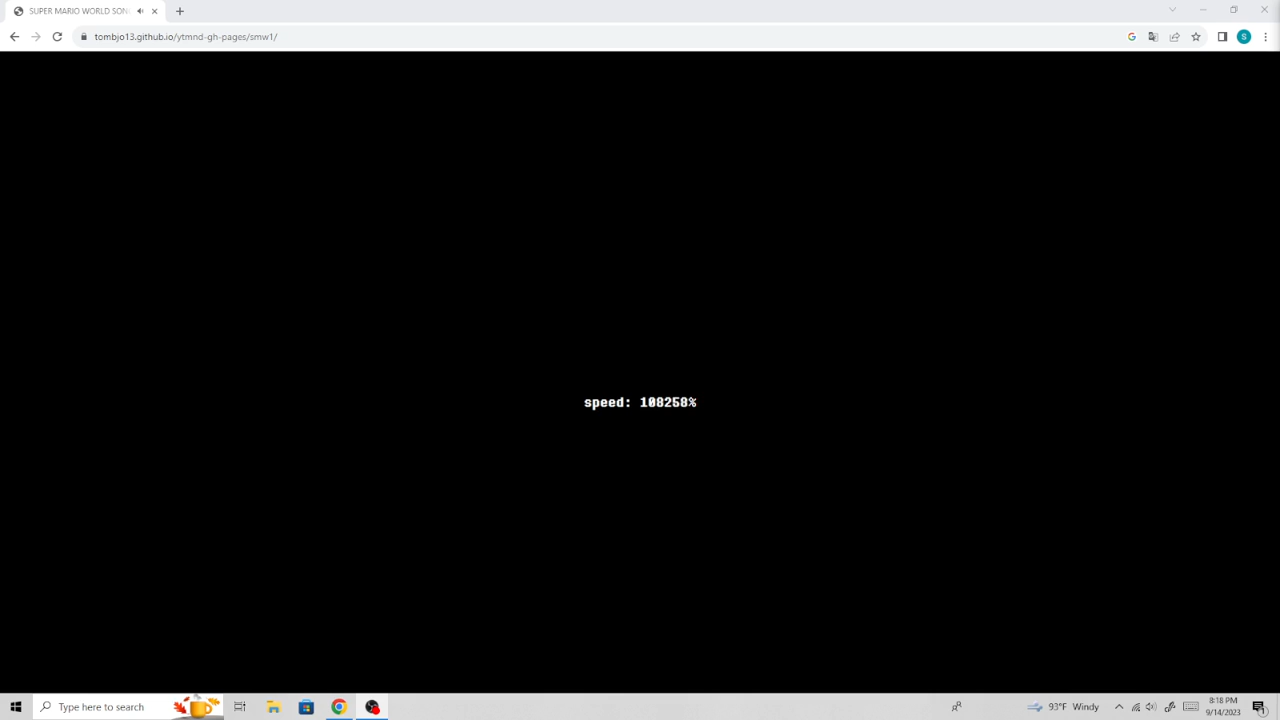 SUPER MARIO WORLD SON
tombjo13.github.io/ytmnd-gh-pages/smw1/
S
speed: 108258%
Type here to search
93°F Windy
8:18 PM
9/14/2023
1